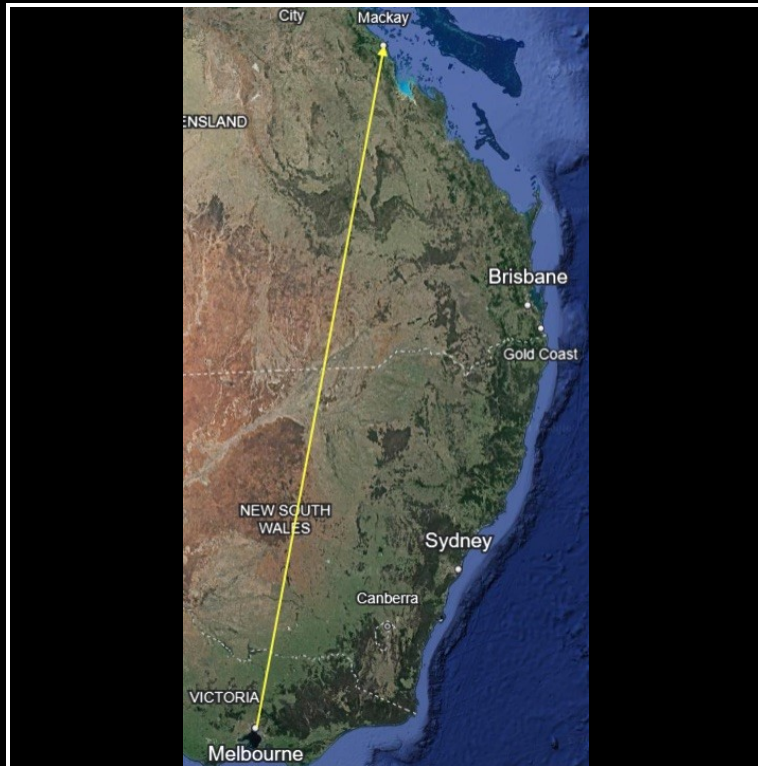 City
Mackay
ENSLAND
Brisbane
Gold Coast
NEW SOUTH
WALES
Sydney
Canberra
VICTORIA
Melbourne